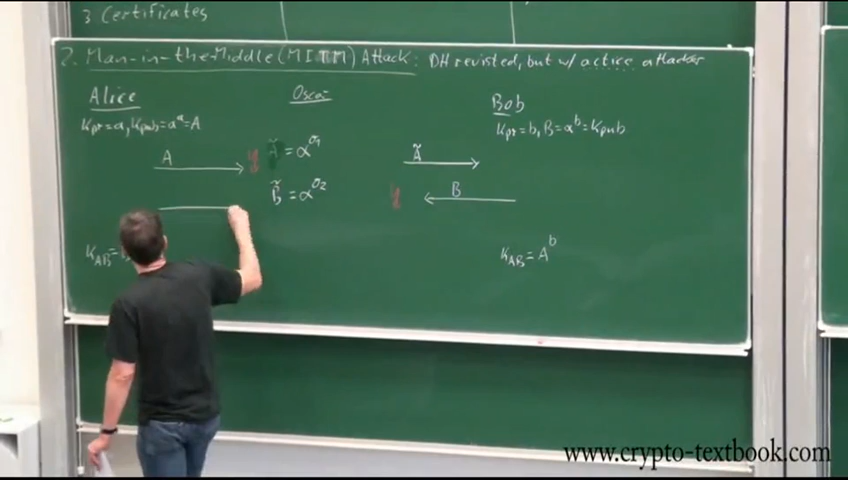 3 Certificates
2. Man-in-the-Middle (MITM) Attack: DH revisted, but w/ active attacker
Alice Oscar Bob
Kpr = a, Kpub = α^a = A Kpr = b, B = α^b = Kpub
A Ã = α^O1 Ã
B̃ = α^O2 B
K_AB = K_AB = A^b
www.crypto-textbook.com